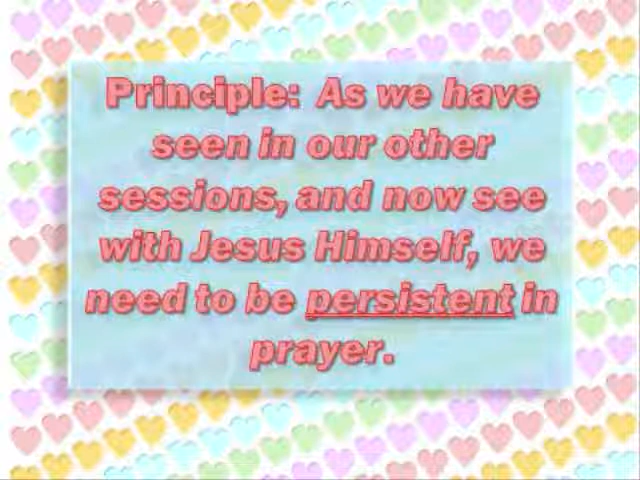 Principle: As we have
seen in our other
sessions, and now see
with Jesus Himself, we
need to be persistent in
prayer.